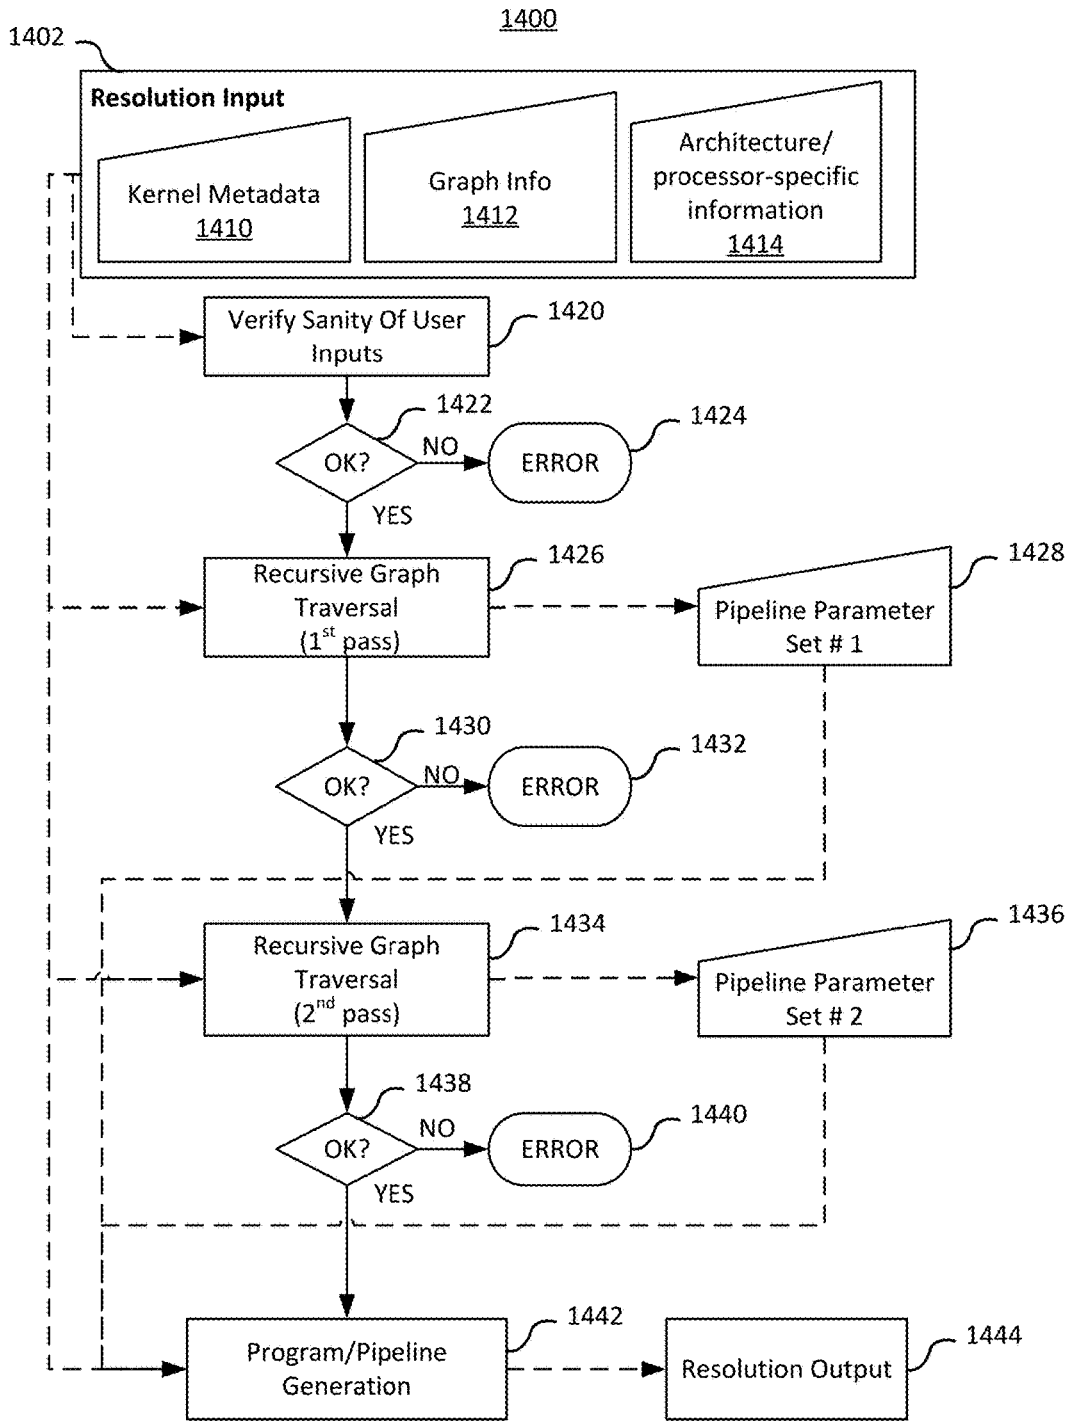 1400
1402
Resolution Input
Kernel Metadata
1410
Graph Info
1412
Architecture/
processor-specific
information
1414
Verify Sanity Of User
Inputs
1420
1422
OK?
NO
ERROR
1424
YES
Recursive Graph
Traversal
(1st pass)
1426
Pipeline Parameter
Set # 1
1428
1430
OK?
NO
ERROR
1432
YES
Recursive Graph
Traversal
(2nd pass)
1434
Pipeline Parameter
Set # 2
1436
1438
OK?
NO
ERROR
1440
YES
Program/Pipeline
Generation
1442
Resolution Output
1444